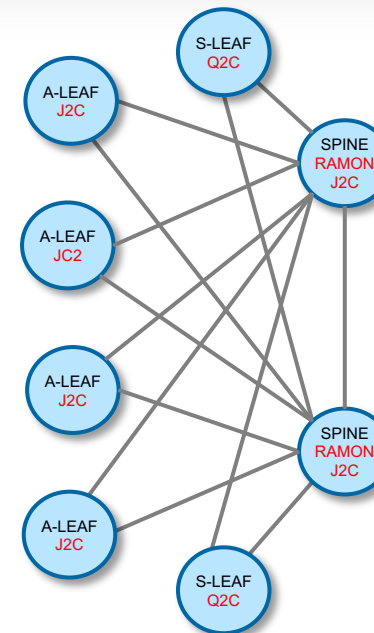 S-LEAF
Q2C
A-LEAF
J2C
SPINE
RAMON
J2C
A-LEAF
JC2
A-LEAF
J2C
SPINE
RAMON
J2C
A-LEAF
J2C
S-LEAF
Q2C